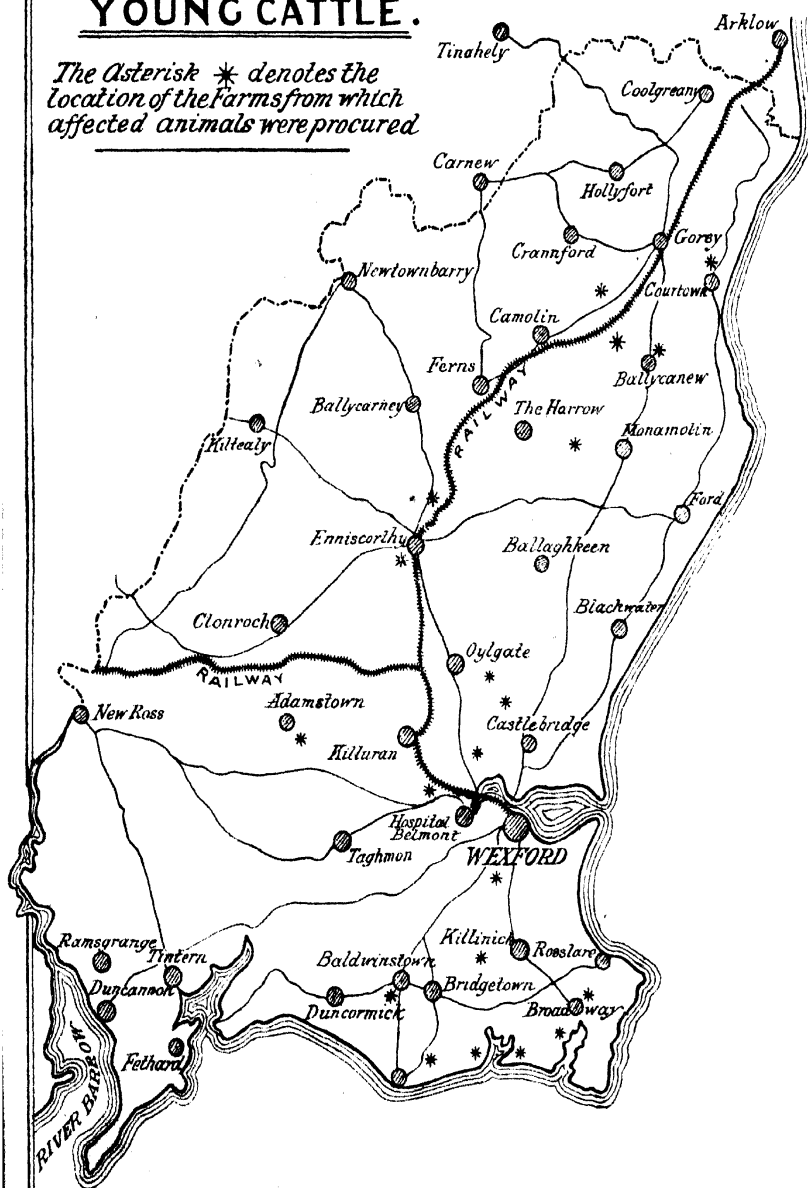 YOUNG CATTLE.
The Asterisk * denotes the
location of the Farms from which
affected animals were procured
Arklow
Tinahely
Coolgreany
Carnew
Hollyfort
Gorey
Crannford
Newtownbarry
Courtown
Camolin
Ferns
Ballycanew
RAILWAY
Ballycarney
The Harrow
Monamolin
Kiltealy
Ford
Enniscorthy
Ballaghkeen
Blackwater
Clonroch
Oylgate
RAILWAY
Adamstown
New Ross
Castlebridge
Killuran
Hospital
Belmont
Taghmon
WEXFORD
Killinick
Rosslare
Ramsgrange
Tintern
Baldwinstown
Duncannon
Bridgetown
Duncormick
Broadway
Fethard
RIVER BARROW